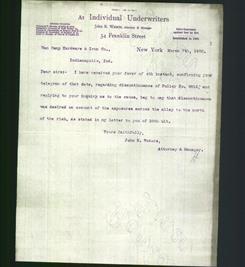 At Individual Underwriters
John R. Waters, Attorney & Manager
54 Franklin Street
Van Camp Hardware & Iron Co., New York March 7th, 1902.
Indianapolis, Ind.
Dear sirs:- I have received your favor of 4th instant, confirming your
telegram of that date, regarding discontinuance of Policy No. and
replying to your inquiry as to the cause, beg to say that discontinuance
was desired on account of the exposures across the alley to the north
of the risk, as stated in my letter to you of 28th ult.
Yours faithfully,
John R. Waters,
Attorney & Manager.